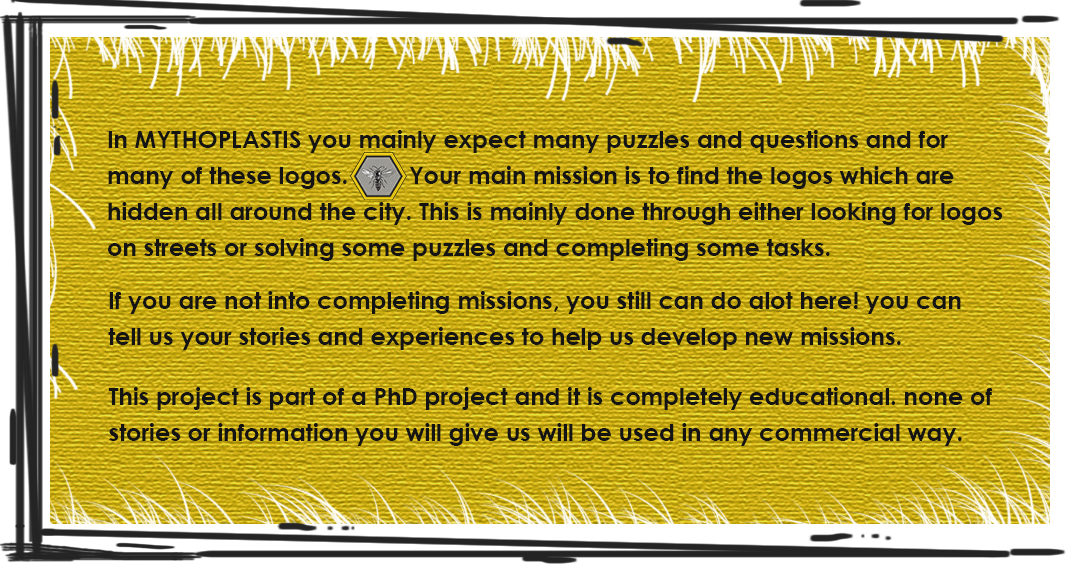 In MYTHOPLASTIS you mainly expect many puzzles and questions and for
many of these logos. Your main mission is to find the logos which are
hidden all around the city. This is mainly done through either looking for logos
on streets or solving some puzzles and completing some tasks.
If you are not into completing missions, you still can do alot here! you can
tell us your stories and experiences to help us develop new missions.
This project is part of a PhD project and it is completely educational. none of
stories or information you will give us will be used in any commercial way.